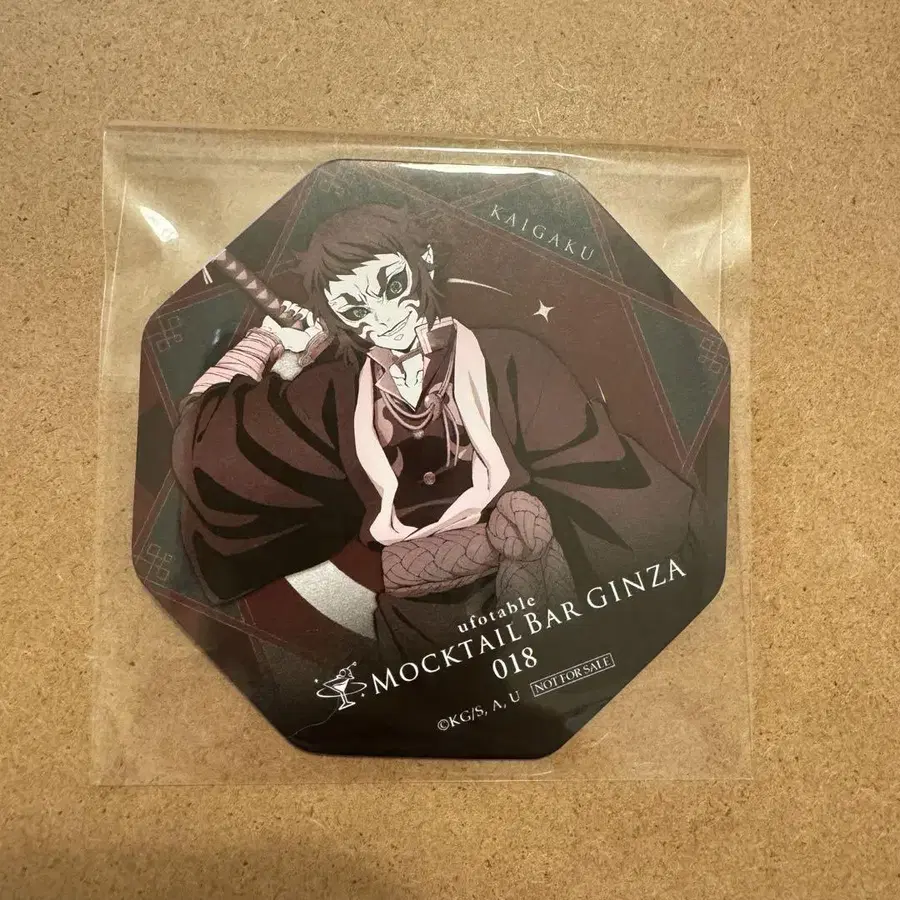 KAIGAKU
ufotable
MOCKTAIL BAR GINZA
018
©KG/S, A, U NOT FOR SALE